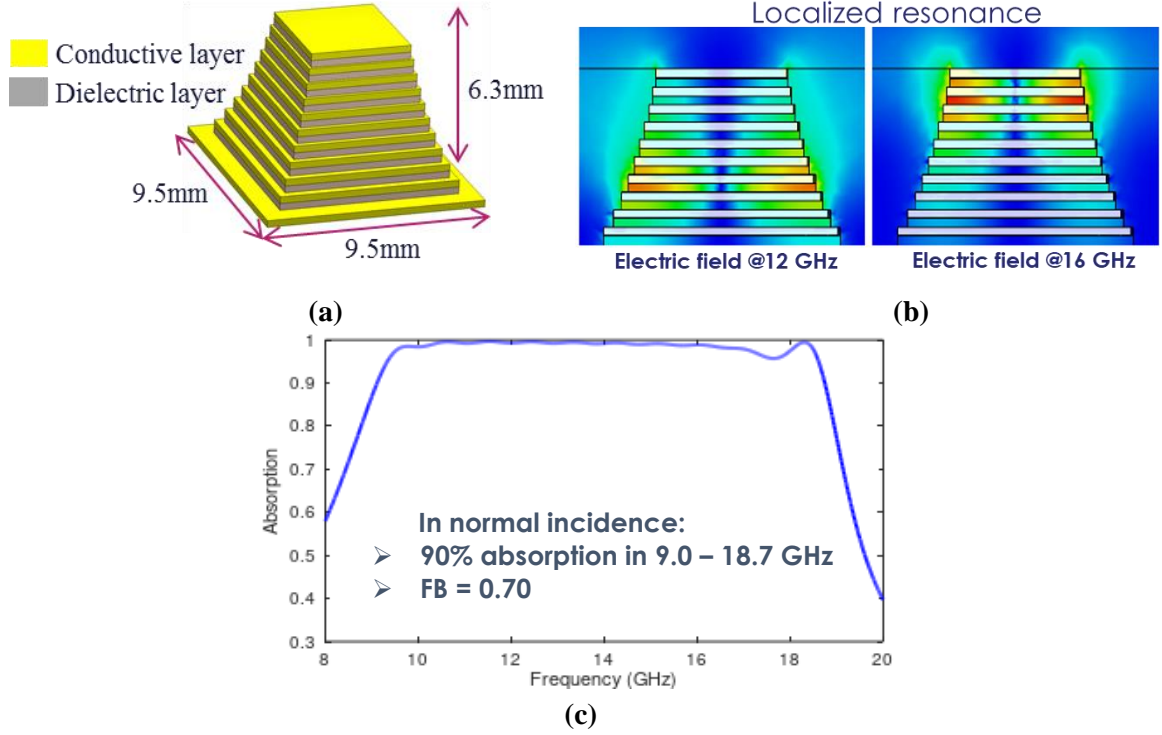 Conductive layer
Dielectric layer
6.3mm
9.5mm
9.5mm
(a)
Localized resonance
Electric field @12 GHz
Electric field @16 GHz
(b)
1
0.9
0.8
0.7
0.6
0.5
0.4
0.3
Absorption
In normal incidence:
➢ 90% absorption in 9.0 – 18.7 GHz
➢ FB = 0.70
8 10 12 14 16 18 20
Frequency (GHz)
(c)